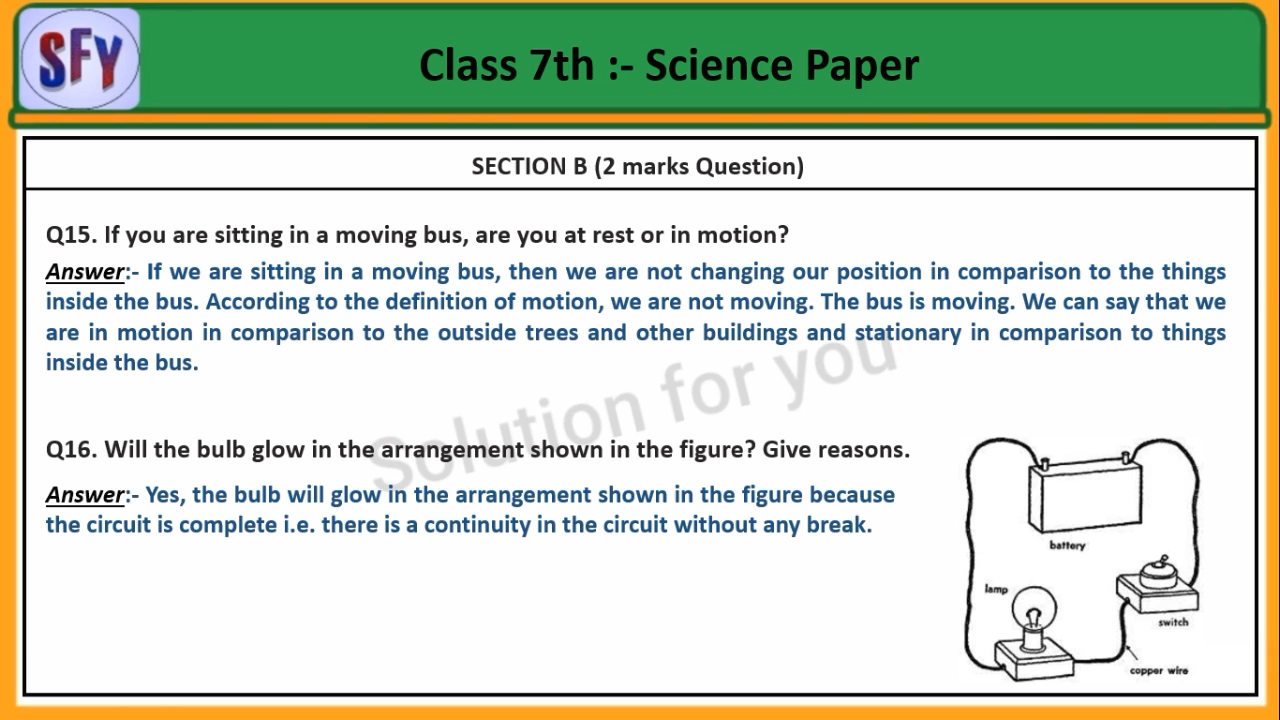 SFY
Class 7th :- Science Paper
SECTION B (2 marks Question)
Q15. If you are sitting in a moving bus, are you at rest or in motion?
Answer:- If we are sitting in a moving bus, then we are not changing our position in comparison to the things
inside the bus. According to the definition of motion, we are not moving. The bus is moving. We can say that we
are in motion in comparison to the outside trees and other buildings and stationary in comparison to things
inside the bus.
Solution for you
Q16. Will the bulb glow in the arrangement shown in the figure? Give reasons.
Answer:- Yes, the bulb will glow in the arrangement shown in the figure because
the circuit is complete i.e. there is a continuity in the circuit without any break.
battery
lamp
switch
copper wire